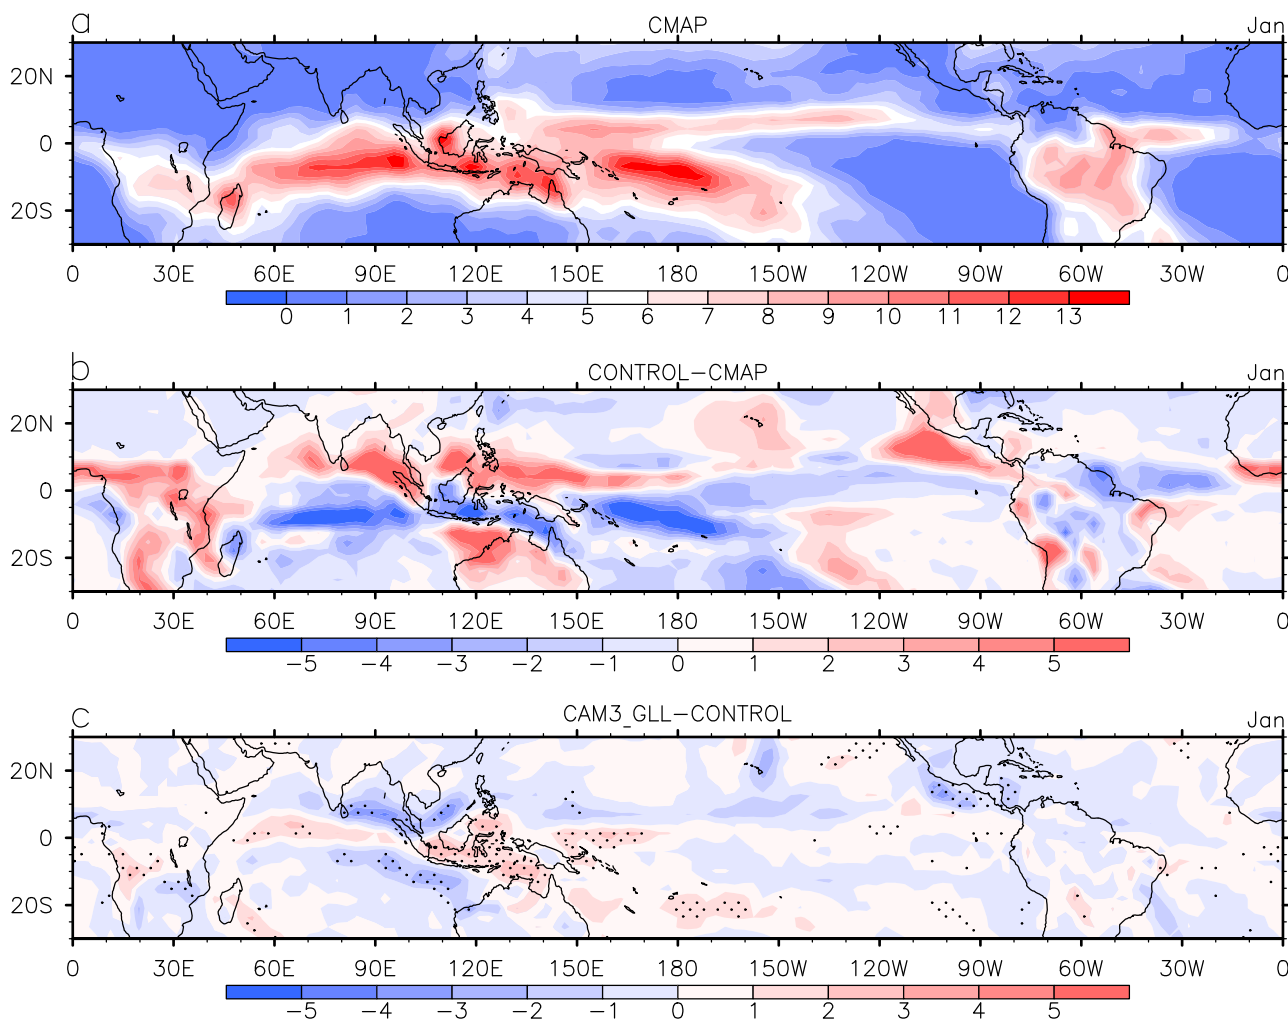 a CMAP Jan
20N
0
20S
0 30E 60E 90E 120E 150E 180 150W 120W 90W 60W 30W 0
0 1 2 3 4 5 6 7 8 9 10 11 12 13
b CONTROL−CMAP Jan
20N
0
20S
0 30E 60E 90E 120E 150E 180 150W 120W 90W 60W 30W 0
−5 −4 −3 −2 −1 0 1 2 3 4 5
c CAM3_GLL−CONTROL Jan
20N
0
20S
0 30E 60E 90E 120E 150E 180 150W 120W 90W 60W 30W 0
−5 −4 −3 −2 −1 0 1 2 3 4 5